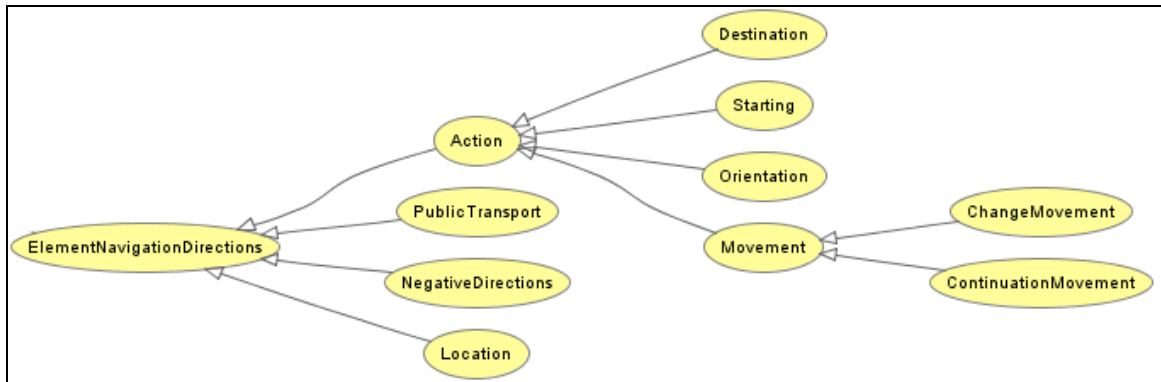 Destination
Starting
Action
Orientation
PublicTransport
ChangeMovement
ElementNavigationDirections
Movement
NegativeDirections
ContinuationMovement
Location